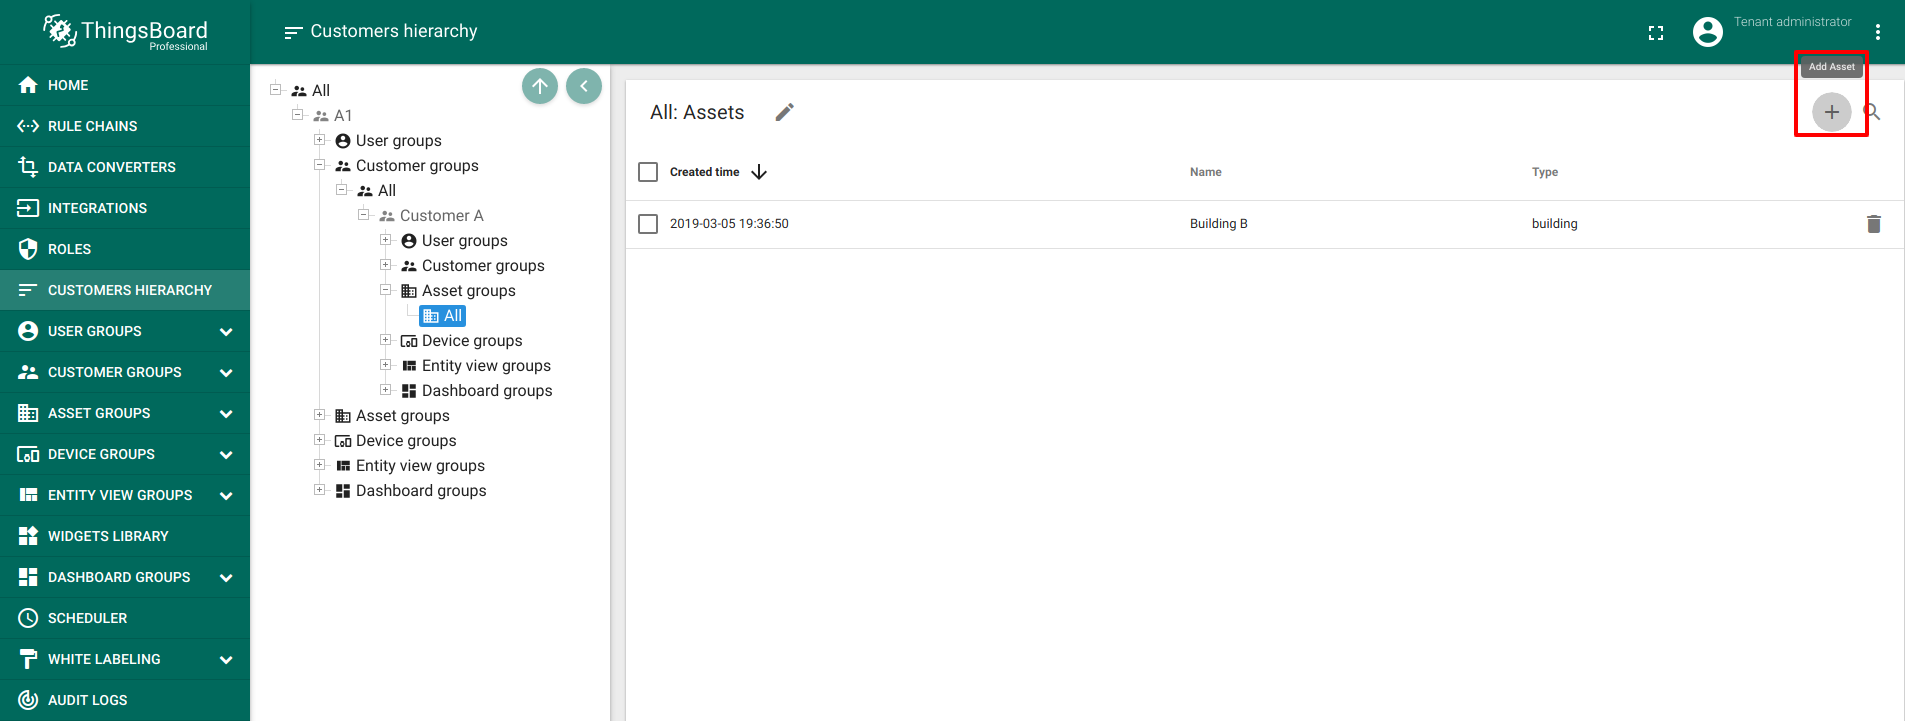 ThingsBoard
Professional
Customers hierarchy
Tenant administrator
HOME
RULE CHAINS
DATA CONVERTERS
INTEGRATIONS
ROLES
CUSTOMERS HIERARCHY
USER GROUPS
CUSTOMER GROUPS
ASSET GROUPS
DEVICE GROUPS
ENTITY VIEW GROUPS
WIDGETS LIBRARY
DASHBOARD GROUPS
SCHEDULER
WHITE LABELING
AUDIT LOGS
All
A1
User groups
Customer groups
All
Customer A
User groups
Customer groups
Asset groups
All
Device groups
Entity view groups
Dashboard groups
Asset groups
Device groups
Entity view groups
Dashboard groups
Add Asset
All: Assets
Created time Name Type
2019-03-05 19:36:50 Building B building